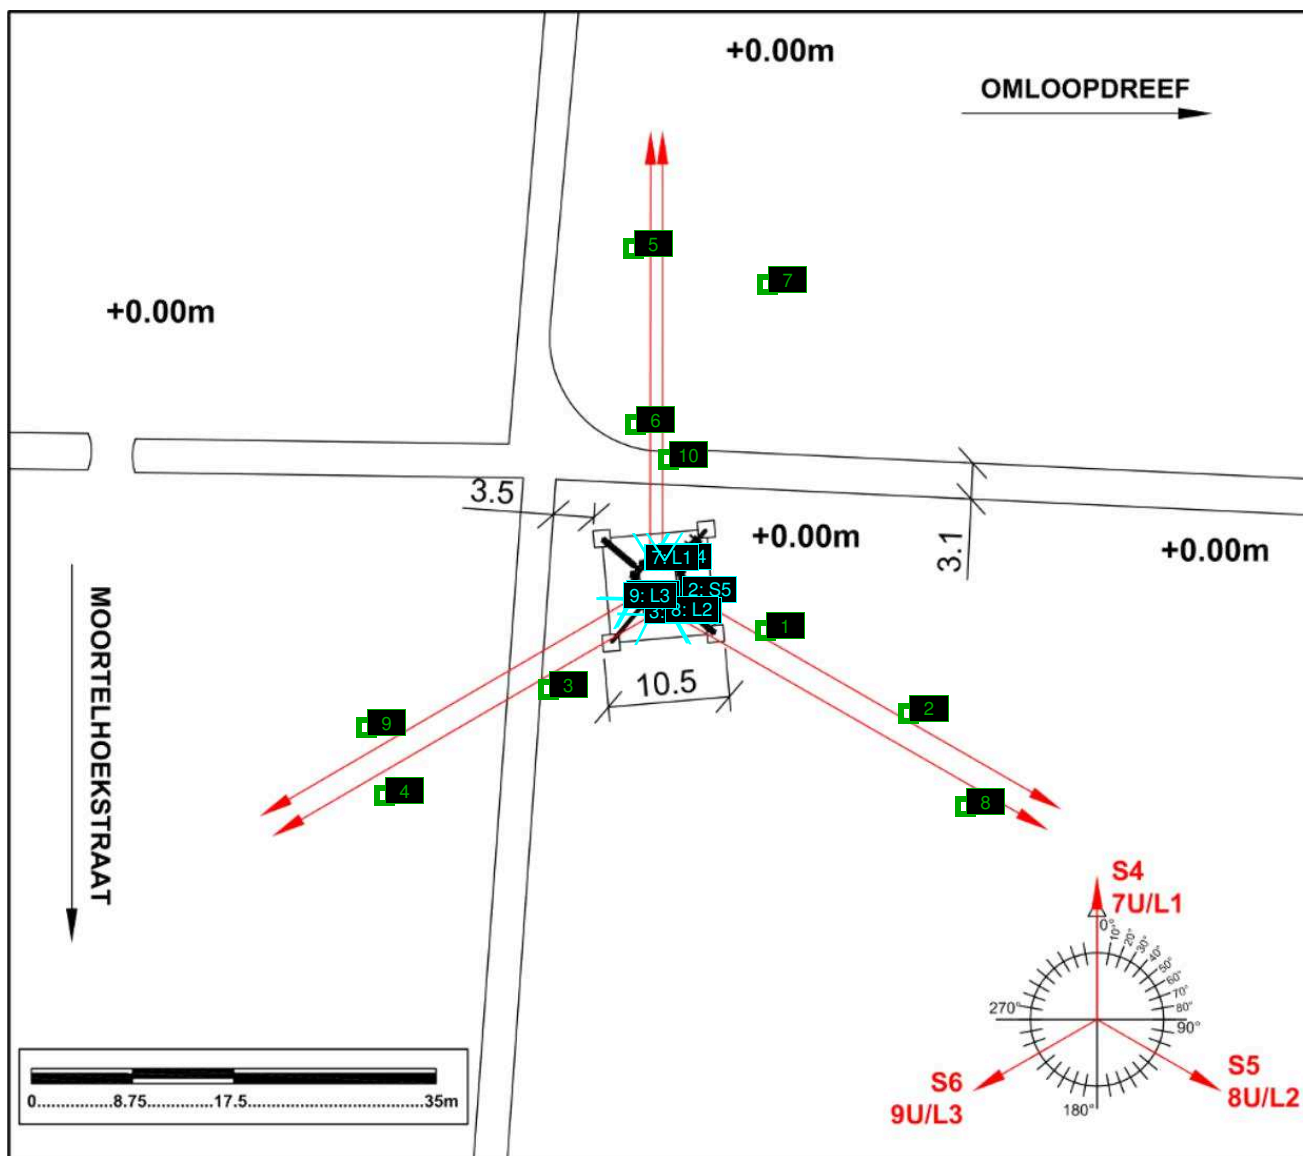 +0.00m
OMLOOPDREEF
5
7
+0.00m
6
10
3.5
+0.00m
3.1
+0.00m
7: L1
4
9: L3
2: S5
3:
8: L2
1
MOORTELHOEKSTRAAT
3
10.5
9
2
4
8
S4
7U/L1
0°
10°
20°
30°
40°
50°
60°
70°
80°
270°
90°
180°
S6
9U/L3
S5
8U/L2
0..............8.75..........17.5..........................35m